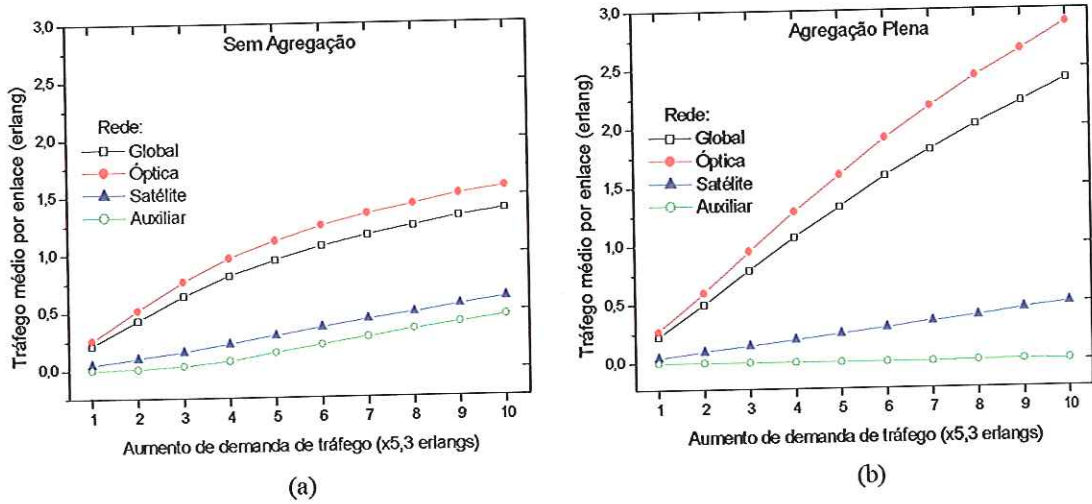 Sem Agregação
Tráfego médio por enlace (erlang)
3,0
2,5
2,0
1,5
1,0
0,5
0,0
Rede:
Global
Óptica
Satélite
Auxiliar
1 2 3 4 5 6 7 8 9 10
Aumento de demanda de tráfego (x5,3 erlangs)
(a)
Agregação Plena
Tráfego médio por enlace (erlang)
3,0
2,5
2,0
1,5
1,0
0,5
0,0
Rede:
Global
Óptica
Satélite
Auxiliar
1 2 3 4 5 6 7 8 9 10
Aumento de demanda de tráfego (x5,3 erlangs)
(b)